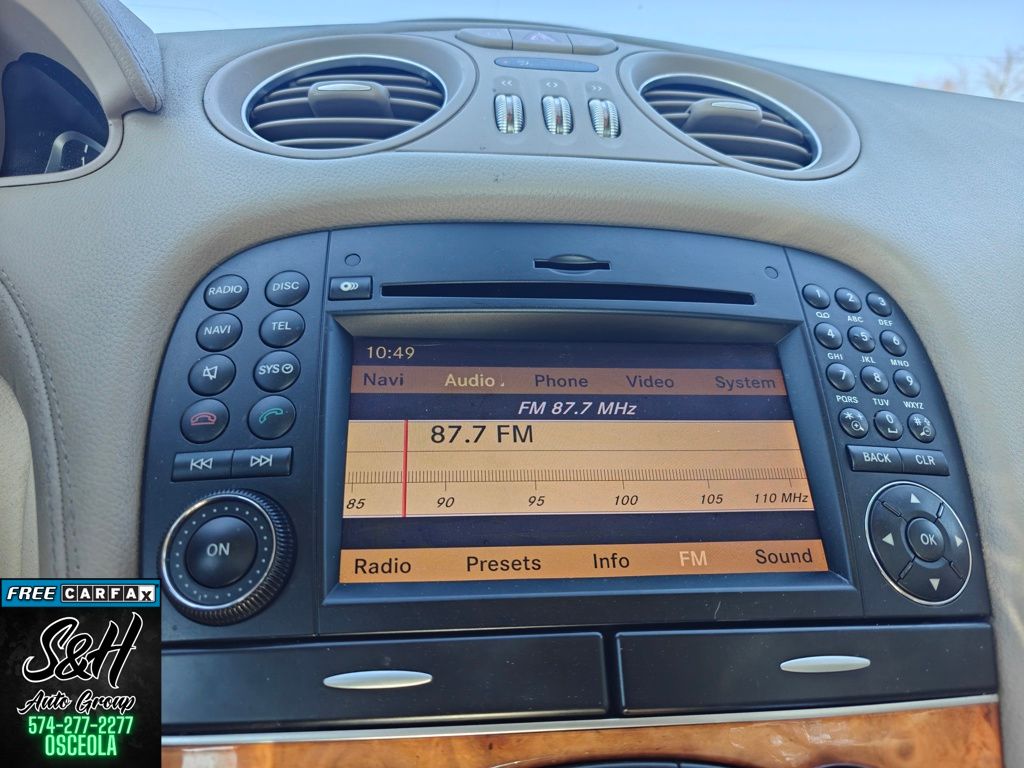 RADIO DISC
NAVI TEL
SYS
ON
10:49
Navi Audio Phone Video System
FM 87.7 MHz
87.7 FM
85 90 95 100 105 110 MHz
Radio Presets Info FM Sound
1 2 3
ABC DEF
4 5 6
GHI JKL MNO
7 8 9
PQRS TUV WXYZ
* 0 #
BACK CLR
OK
FREE CARFAX
S&H
Auto Group
574-277-2277
OSCEOLA